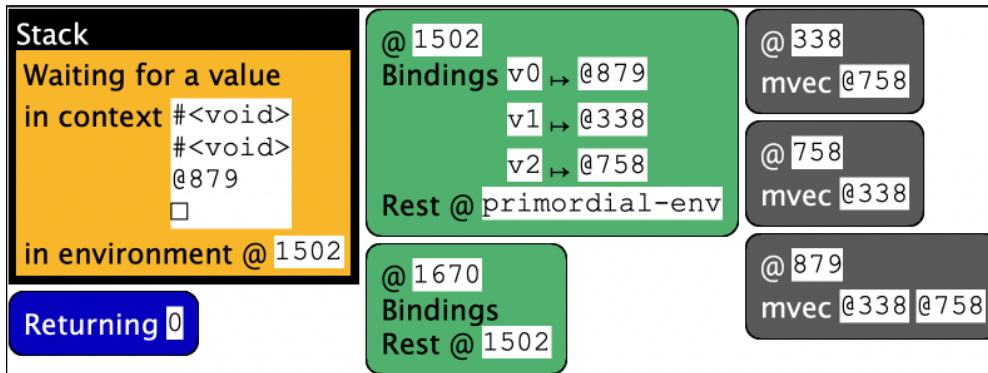 Stack
Waiting for a value
in context #<void>
#<void>
@879
□
in environment @ 1502
Returning 0
@ 1502
Bindings v0 ↦ @879
v1 ↦ @338
v2 ↦ @758
Rest @ primordial-env
@ 1670
Bindings
Rest @ 1502
@ 338
mvec @758
@ 758
mvec @338
@ 879
mvec @338 @758